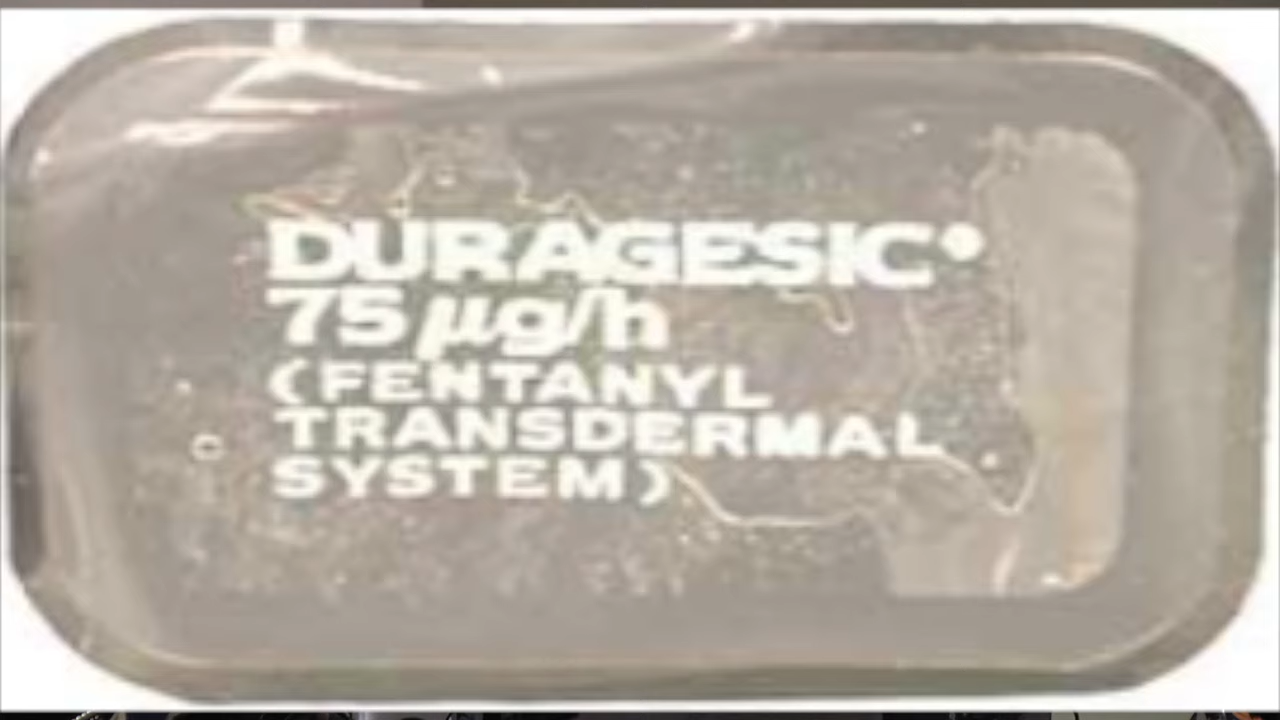 DURAGESIC®
75 µg/h
(FENTANYL
TRANSDERMAL
SYSTEM)